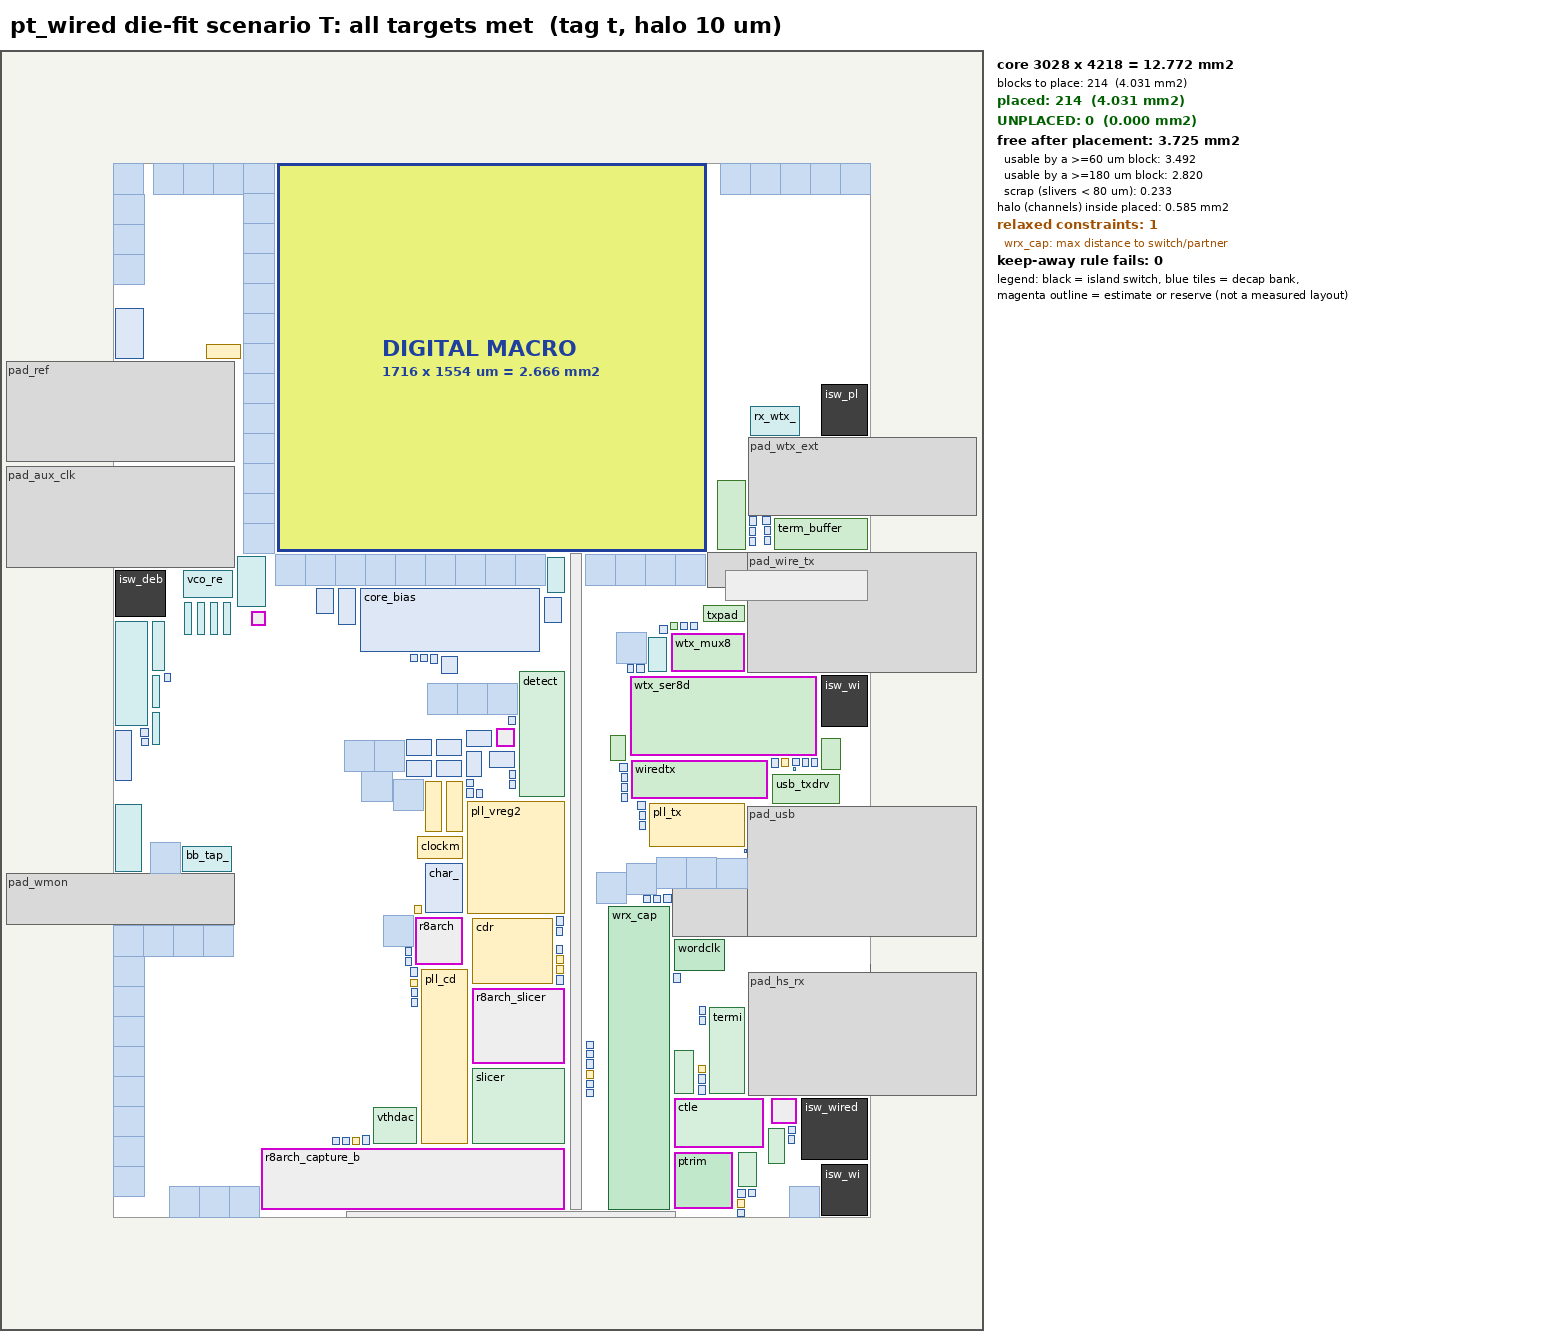 pt_wired die-fit scenario T: all targets met  (tag t, halo 10 um)
core 3028 x 4218 = 12.772 mm2
blocks to place: 214  (4.031 mm2)
placed: 214  (4.031 mm2)
UNPLACED: 0  (0.000 mm2)
free after placement: 3.725 mm2
usable by a >=60 um block: 3.492
usable by a >=180 um block: 2.820
scrap (slivers < 80 um): 0.233
halo (channels) inside placed: 0.585 mm2
relaxed constraints: 1
wrx_cap: max distance to switch/partner
keep-away rule fails: 0
legend: black = island switch, blue tiles = decap bank,
magenta outline = estimate or reserve (not a measured layout)
DIGITAL MACRO
1716 x 1554 um = 2.666 mm2
pad_ref
isw_pl
rx_wtx_
pad_wtx_ext
pad_aux_clk
term_buffer
pad_wire_tx
isw_deb
vco_re
core_bias
txpad
wtx_mux8
detect
wtx_ser8d
isw_wi
wiredtx
usb_txdrv
pll_vreg2
pll_tx
pad_usb
clockm
bb_tap_
char_
pad_wmon
wrx_cap
r8arch
cdr
wordclk
pll_cd
pad_hs_rx
r8arch_slicer
termi
slicer
ctle
isw_wired
vthdac
r8arch_capture_b
ptrim
isw_wi